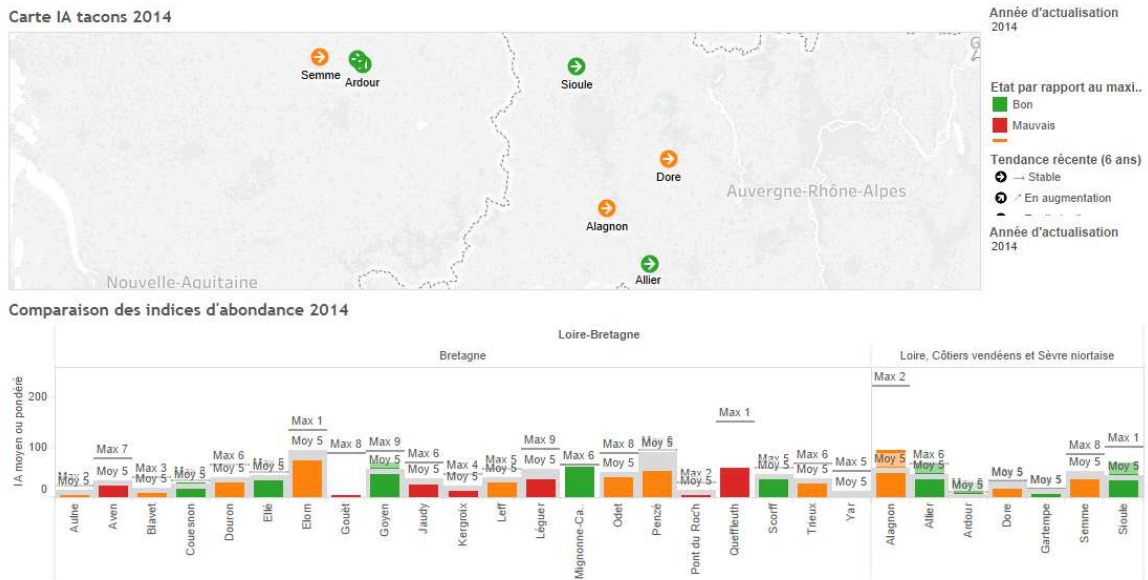 Carte IA tacons 2014
Semme
Ardour
Sioule
Dore
Auvergne-Rhône-Alpes
Alagnon
Allier
Nouvelle-Aquitaine
Année d'actualisation
2014
Etat par rapport au maxi..
Bon
Mauvais
Tendance récente (6 ans)
→ Stable
↗ En augmentation
Année d'actualisation
2014
Comparaison des indices d'abondance 2014
Loire-Bretagne
Bretagne
Loire, Côtiers vendéens et Sèvre niortaise
IA moyen ou pondéré
200
100
0
Max 2
Moy 5
Max 7
Moy 5
Max 3
Moy 5
Moy 5
Max 6
Moy 5
Moy 5
Max 1
Moy 5
Max 8
Max 9
Moy 5
Max 6
Moy 5
Max 4
Moy 5
Moy 5
Max 9
Moy 5
Max 6
Max 8
Moy 5
Moy 5
Max 2
Moy 5
Max 1
Moy 5
Max 6
Moy 5
Max 5
Moy 5
Max 2
Moy 5
Moy 5
Moy 5
Moy 5
Moy 5
Max 8
Moy 5
Max 1
Moy 5
Aulne
Aven
Blavet
Couesnon
Douron
Ellé
Elorn
Gouët
Goyen
Jaudy
Kergroix
Leff
Léguer
Mignonne-Ca..
Odet
Penzé
Pont du Roc'h
Queffleuth
Scorff
Trieux
Yar
Alagnon
Allier
Ardour
Dore
Gartempe
Semme
Sioule